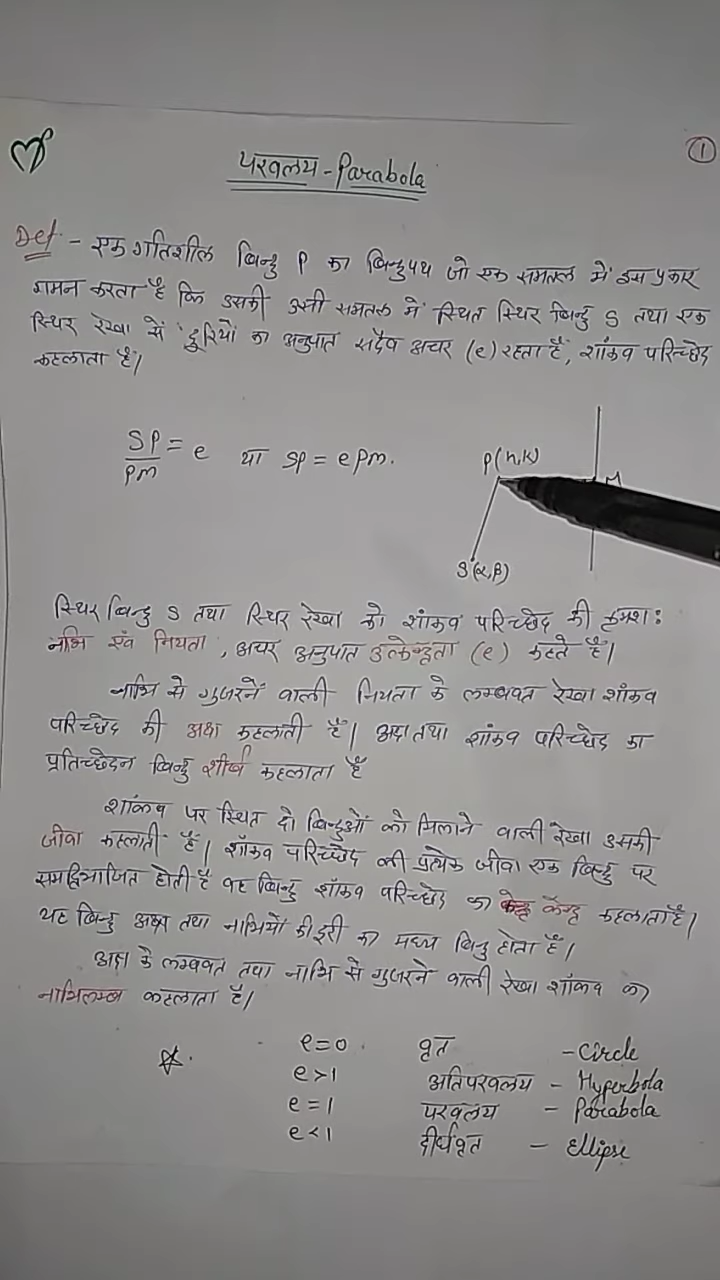 ①
परवलय - Parabola
Def - एक गतिशील बिन्दु P का बिन्दुपथ जो एक समतल में इस प्रकार
गमन करता है कि उसकी उसी समतल में स्थित स्थिर बिन्दु S तथा एक
स्थिर रेखा से दूरियों का अनुपात सदैव अचर (e) रहता है, शांकव परिच्छेद
कहलाता है।
SP/PM = e या SP = e PM.
P(h,k)
M
S(α,β)
स्थिर बिन्दु S तथा स्थिर रेखा को शांकव परिच्छेद की क्रमशः
नाभि एवं नियता, अचर अनुपात उत्केन्द्रता (e) कहते हैं।
नाभि से गुजरने वाली नियता के लम्बवत रेखा शांकव
परिच्छेद की अक्ष कहलाती है। अक्ष तथा शांकव परिच्छेद का
प्रतिच्छेदन बिन्दु शीर्ष कहलाता है
शांकव पर स्थित दो बिन्दुओं को मिलाने वाली रेखा उसकी
जीवा कहलाती है। शांकव परिच्छेद की प्रत्येक जीवा एक बिन्दु पर
समद्विभाजित होती है वह बिन्दु शांकव परिच्छेद का केन्द्र कहलाता है।
यह बिन्दु अक्ष तथा नाभियों की दूरी का मध्य बिन्दु होता है।
अक्ष के लम्बवत तथा नाभि से गुजरने वाली रेखा शांकव का
नाभिलम्ब कहलाता है।
e=0. वृत - Circle
e>1 अतिपरवलय - Hyperbola
e=1 परवलय - Parabola
e<1 दीर्घवृत - Ellipse